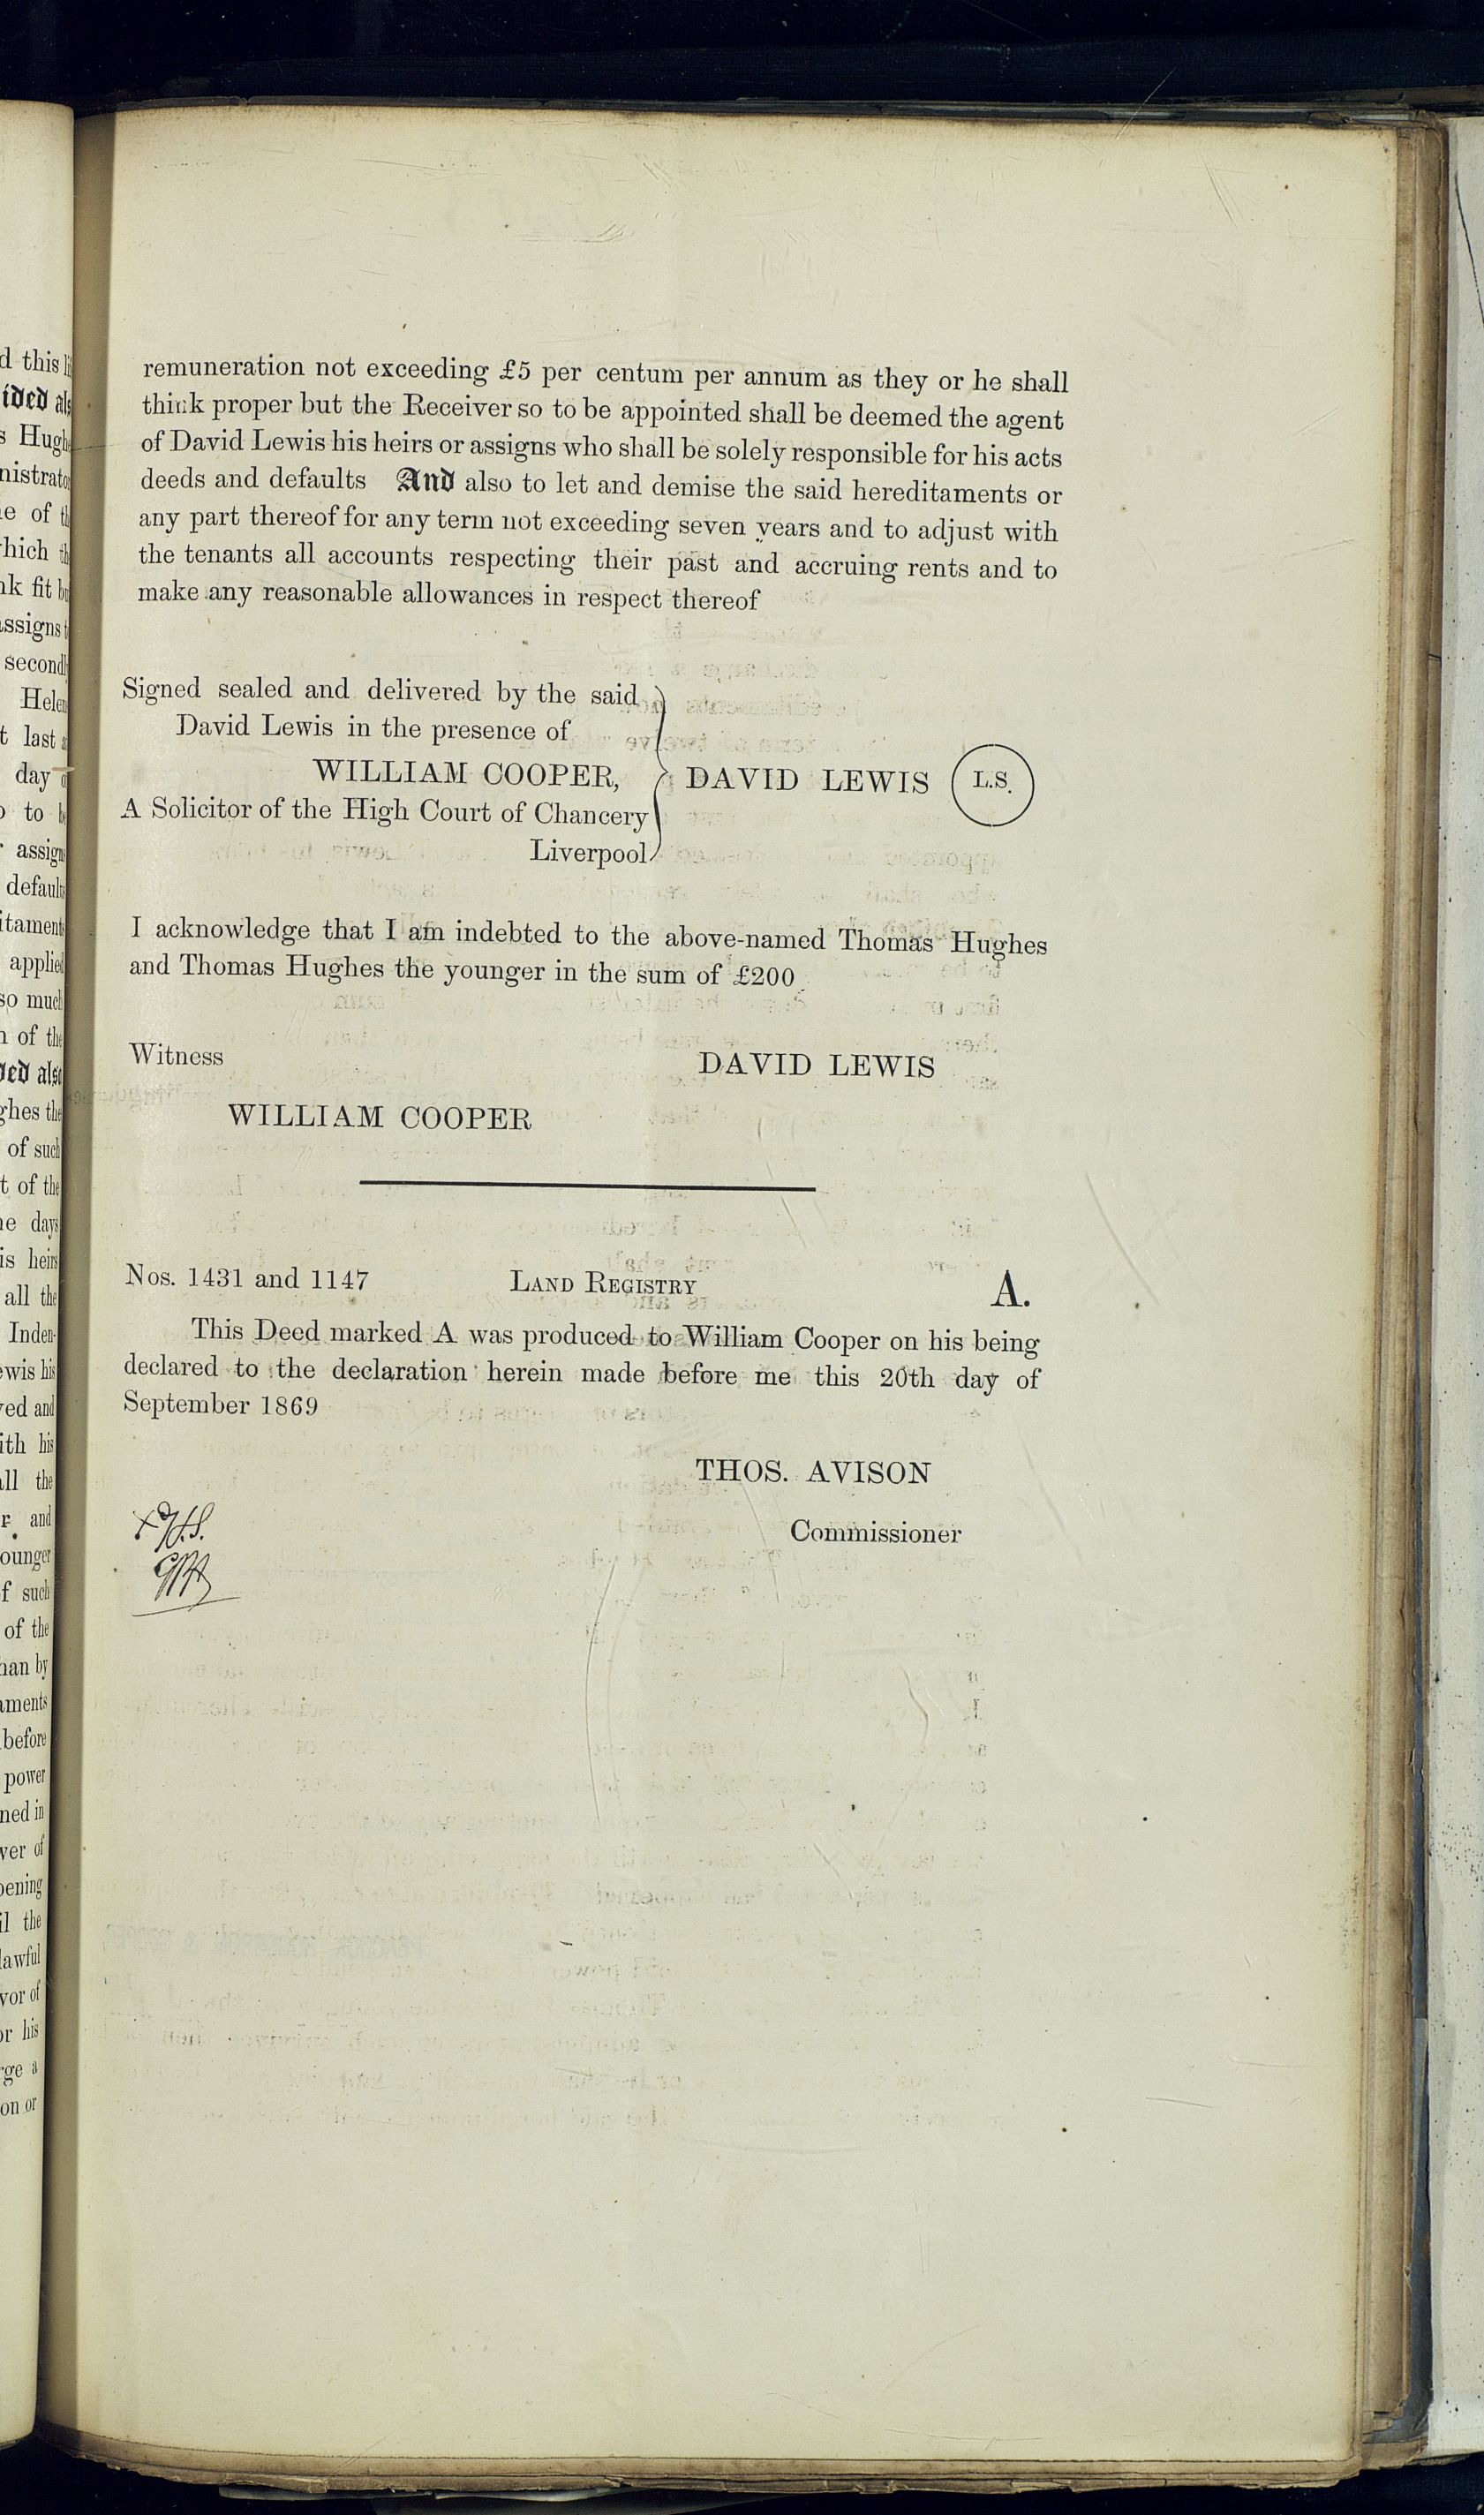 remuneration not exceeding £5 per centum per annum as they or he shall
think proper but the Receiver so to be appointed shall be deemed the agent
of David Lewis his heirs or assigns who shall be solely responsible for his acts
deeds and defaults And also to let and demise the said hereditaments or
any part thereof for any term not exceeding seven years and to adjust with
the tenants all accounts respecting their past and accruing rents and to
make any reasonable allowances in respect thereof
Signed sealed and delivered by the said
David Lewis in the presence of
WILLIAM COOPER, DAVID LEWIS L.S.
A Solicitor of the High Court of Chancery
Liverpool
I acknowledge that I am indebted to the above-named Thomas Hughes
and Thomas Hughes the younger in the sum of £200
Witness DAVID LEWIS
WILLIAM COOPER
Nos. 1431 and 1147 LAND REGISTRY A.
This Deed marked A was produced to William Cooper on his being
declared to the declaration herein made before me this 20th day of
September 1869
THOS. AVISON
Commissioner